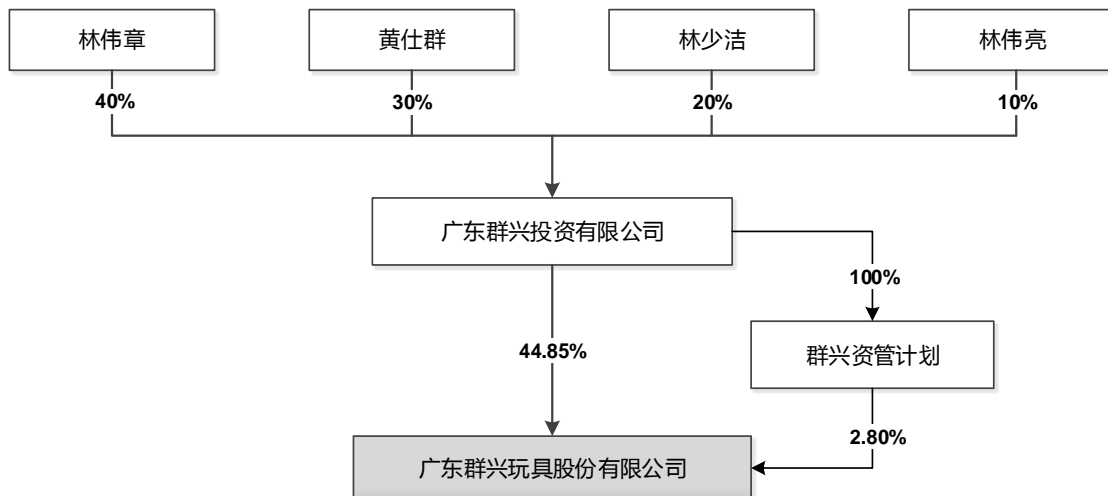 林伟章
黄仕群
林少洁
林伟亮
40%
30%
20%
10%
广东群兴投资有限公司
100%
44.85%
群兴资管计划
2.80%
广东群兴玩具股份有限公司